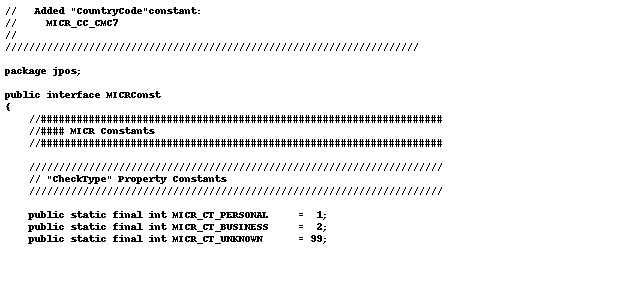 //   Added "CountryCode"constant:
//     MICR_CC_CMC7
//
/////////////////////////////////////////////////////////////////////

package jpos;

public interface MICRConst
{
    //###################################################################
    //#### MICR Constants
    //###################################################################

    /////////////////////////////////////////////////////////////////////
    // "CheckType" Property Constants
    /////////////////////////////////////////////////////////////////////

    public static final int MICR_CT_PERSONAL     =  1;
    public static final int MICR_CT_BUSINESS     =  2;
    public static final int MICR_CT_UNKNOWN      = 99;